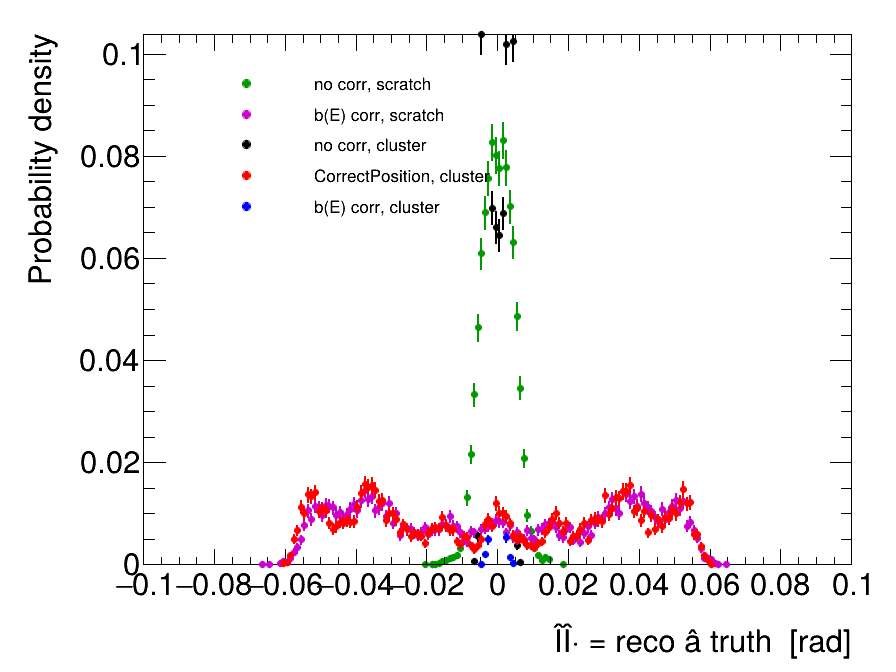 Probability density
0.1
0.08
0.06
0.04
0.02
0
no corr, scratch
b(E) corr, scratch
no corr, cluster
CorrectPosition, cluster
b(E) corr, cluster
−0.1 −0.08 −0.06 −0.04 −0.02 0 0.02 0.04 0.06 0.08 0.1
ÎÎ· = reco â truth [rad]